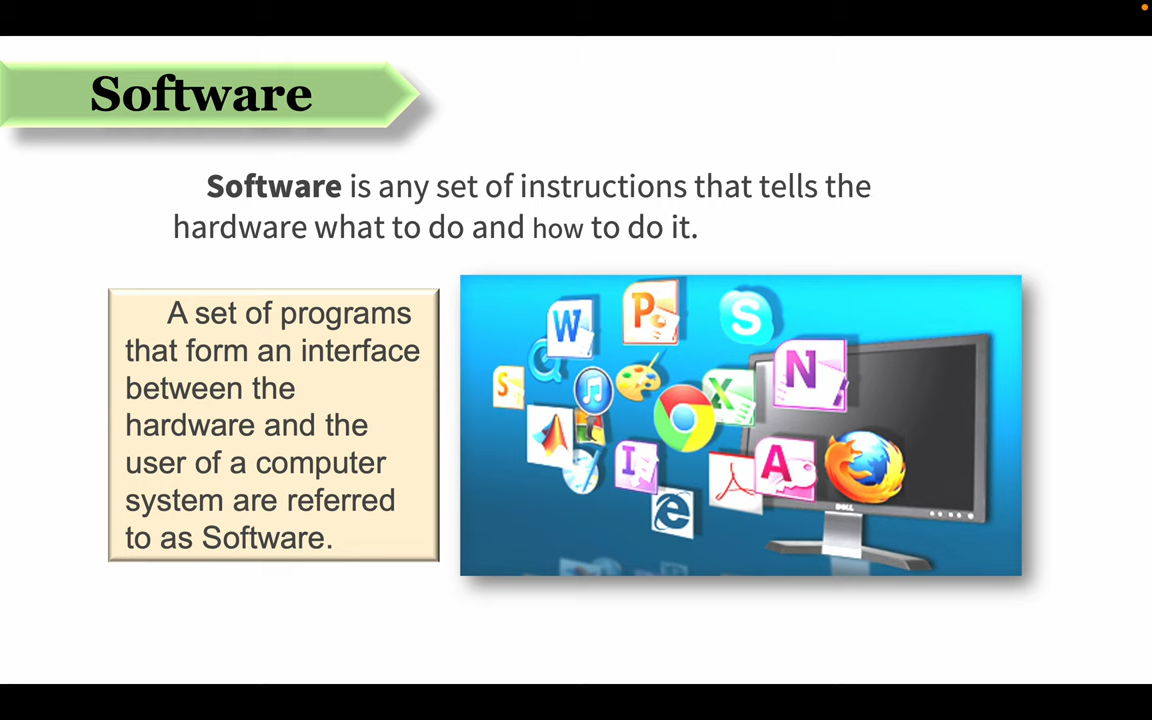 Software
Software is any set of instructions that tells the
hardware what to do and how to do it.
A set of programs
that form an interface
between the
hardware and the
user of a computer
system are referred
to as Software.
W
P
S
S
N
X
I
A
e
DELL